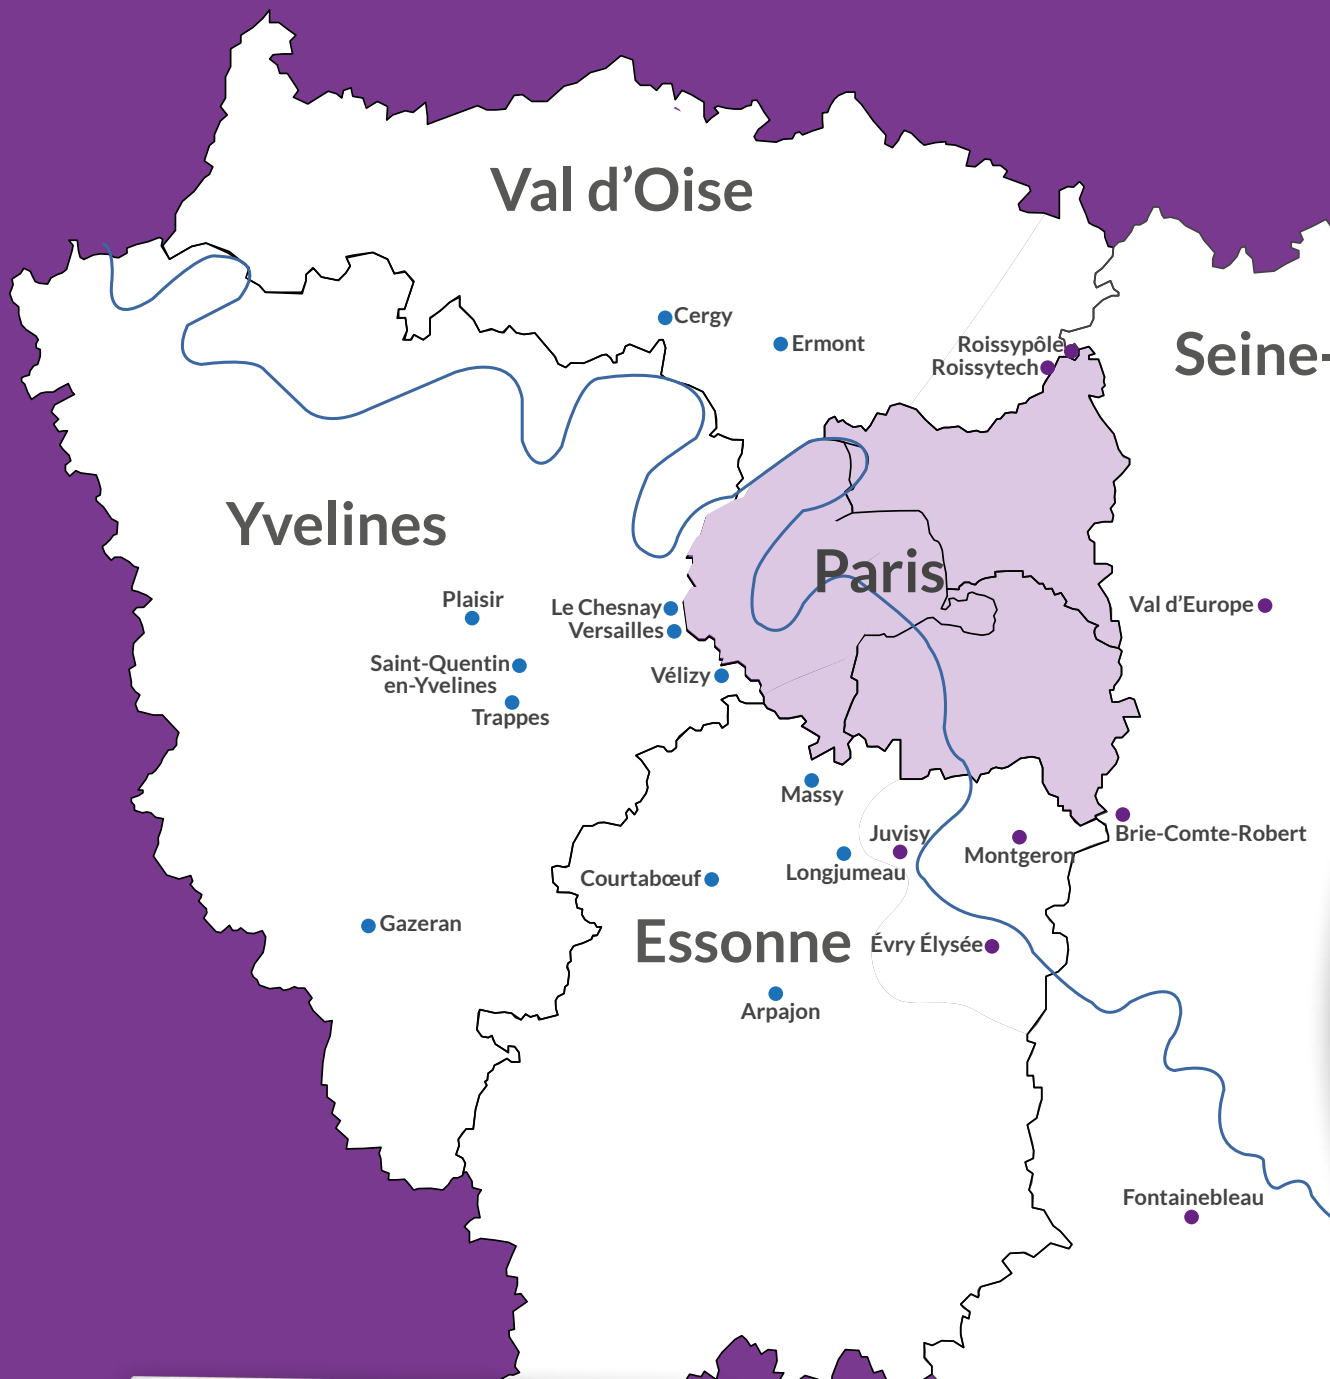 Val d’Oise
Cergy
Ermont
Roissypôle
Roissytech
Seine-
Yvelines
Paris
Plaisir
Le Chesnay
Versailles
Val d’Europe
Saint-Quentin
en-Yvelines
Vélizy
Trappes
Massy
Juvisy
Brie-Comte-Robert
Montgeron
Longjumeau
Courtabœuf
Gazeran
Essonne
Évry Élysée
Arpajon
Fontainebleau